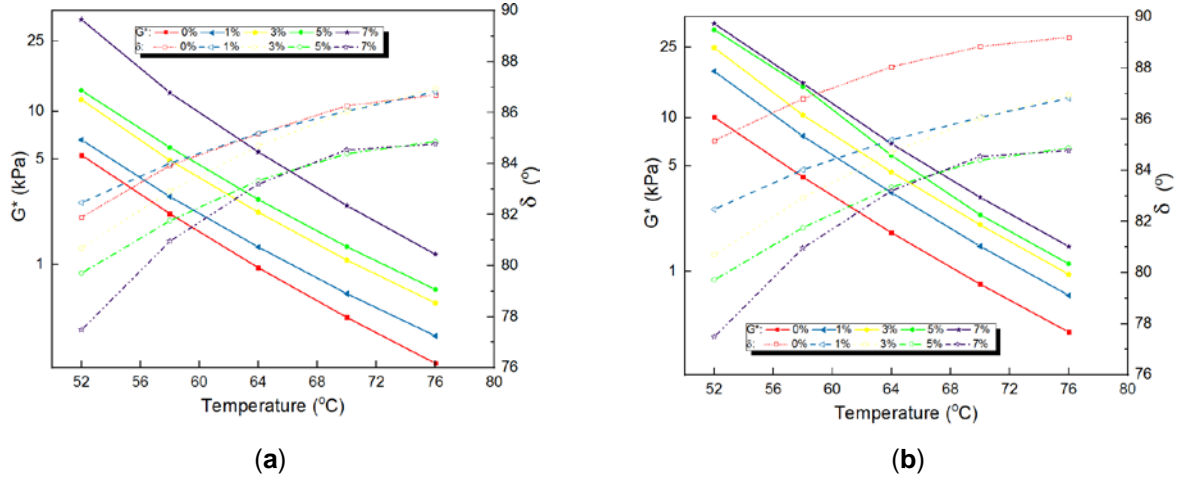 G*: 0% 1% 3% 5% 7%
δ: 0% 1% 3% 5% 7%
25
10
5
1
G* (kPa)
90
88
86
84
82
80
78
76
δ (º)
52 56 60 64 68 72 76 80
Temperature (°C)
(a)
25
10
5
1
G* (kPa)
90
88
86
84
82
80
78
76
δ (º)
G*: 0% 1% 3% 5% 7%
δ: 0% 1% 3% 5% 7%
52 56 60 64 68 72 76 80
Temperature (°C)
(b)